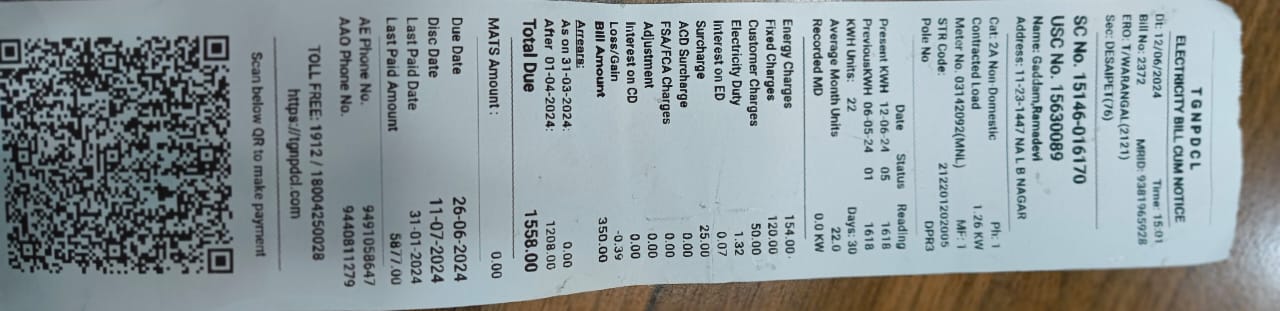 TGNPDCL
ELECTRICITY BILL CUM NOTICE
Dt: 12/06/2024 Time: 15:01
Bill No: 2372 MRID: 9381965928
ERO: T/WARANGAL(2121)
Sec: DESAIPET(76)
SC No. 15146-016170
USC No. 15630089
Name: Gaddam,Ramadevi
Address: 11-23-1447 NA L B NAGAR
Cat: 2A Non-Domestic Ph: 1
Contracted Load 1.26 KW
Meter No. 03142092(MNL) MF: 1
STR Code: 212201202005
Pole No DPR3
Date Status Reading
Present KWH 12-06-24 05 1618
PreviousKWH 06-05-24 01 1618
KWH Units: 22 Days: 30
Average Month Units 22.0
Recorded MD 0.0 KW
Energy Charges 154.00
Fixed Charges 120.00
Customer Charges 50.00
Electricity Duty 1.32
Interest on ED 0.07
Surcharge 25.00
ACD Surcharge 0.00
FSA/FCA Charges 0.00
Adjustment 0.00
Interest on CD 0.00
Loss/Gain -0.39
Bill Amount 350.00
Arrears:
As on 31-03-2024: 0.00
After 01-04-2024: 1208.00
Total Due 1558.00
MATS Amount : 0.00
Due Date 26-06-2024
Disc Date 11-07-2024
Last Paid Date 31-01-2024
Last Paid Amount 5877.00
AE Phone No. 9491058647
AAO Phone No. 9440811279
TOLL FREE: 1912 / 18004250028
https://tgnpdcl.com
Scan below QR to make payment